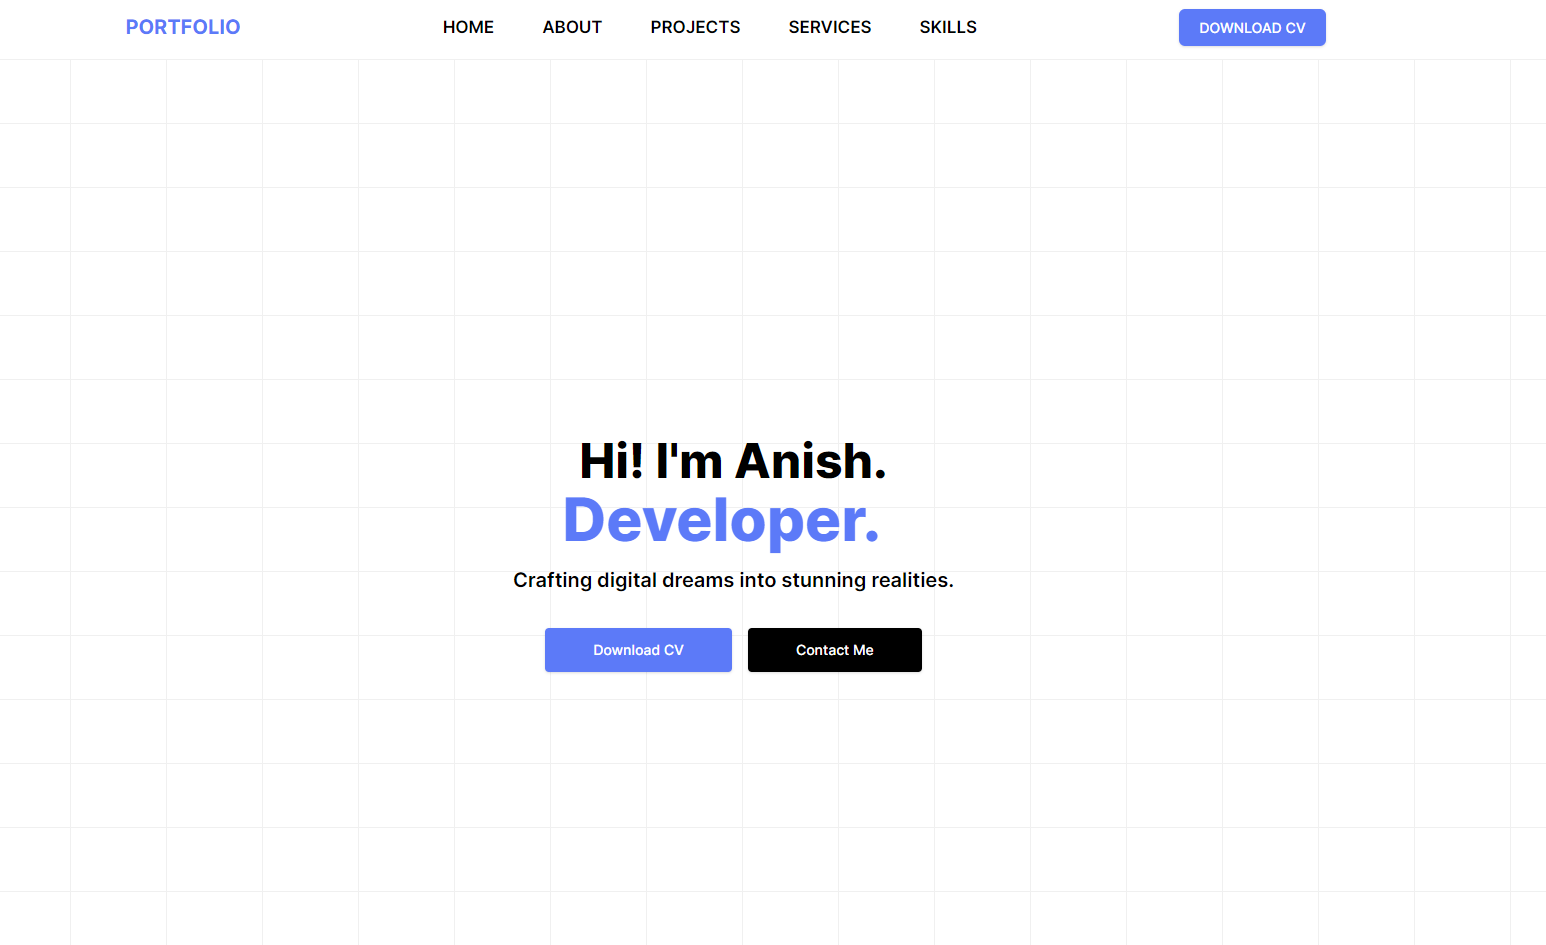 PORTFOLIO HOME ABOUT PROJECTS SERVICES SKILLS DOWNLOAD CV
Hi! I'm Anish.
Developer.
Crafting digital dreams into stunning realities.
Download CV Contact Me